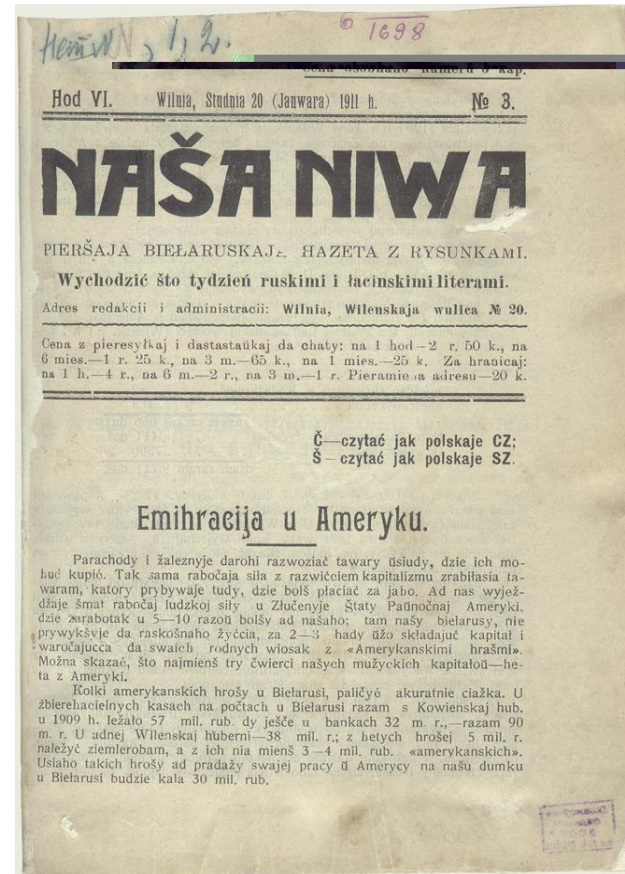 1698
1, 2.
numeru 5 kap.
Hod VI. Wilnia, Studnia 20 (Janwara) 1911 h. № 3.
NAŠA NIWA
PIERŠAJA BIEŁARUSKAJA HAZETA Z RYSUNKAMI.
Wychodzić što tydzień ruskimi i łacinskimi literami.
Adres redakcii i administracii: Wilnia, Wilenskaja wulica № 20.
Cena z pieresyłkaj i dastastaŭkaj da chaty: na 1 hod—2 r. 50 k., na
6 mies.—1 r. 25 k., na 3 m.—65 k., na 1 mies.—25 k. Za hranicaj:
na 1 h.—4 r., na 6 m.—2 r., na 3 m.—1 r. Pieramiena adresu—20 k.
Č—czytać jak polskaje CZ;
Š—czytać jak polskaje SZ.
Emihracija u Ameryku.
Parachody i žaleznyje darohi razwoziać tawary ŭsiudy, dzie ich mo-
huć kupić. Tak sama rabočaja siła z razwićciem kapitalizmu zrabiłasia ta-
waram, katory prybywaje tudy, dzie bolš płaciać za jaho. Ad nas wyjež-
džaje šmat rabočaj ludzkoj siły u Złučenyje Štaty Paŭnočnaj Ameryki,
dzie zarabotak u 5—10 razoŭ bolšy ad našaho; tam našy biełarusy, nie
prywykšyje da raskošnaho žyćcia, za 2—3 hady ŭžo składajuć kapitał i
waročajucca da swaich rodnych wiosak z «Amerykanskimi hrašmi».
Možna skazać, što najmienš try ćwierci našych mužyckich kapitałoŭ—he-
ta z Ameryki.
Kolki amerykanskich hrošy u Biełarusi, paličyć akuratnie ciažka. U
žbierehacielnych kasach na počtach u Biełarusi razam s Kowienskaj hub.
u 1909 h. ležało 57 mil. rub. dy ješče u bankach 32 m. r.,—razam 90
m. r. U adnej Wilenskaj huberni—38 mil. r.; z hetych hrošej 5 mil. r.
naležyć ziemlerobam, a z ich nia mienš 3—4 mil. rub. «amerykanskich».
Usiaho takich hrošy ad pradažy swajej pracy ŭ Amerycy na našu dumku
u Biełarusi budzie kala 30 mil. rub.